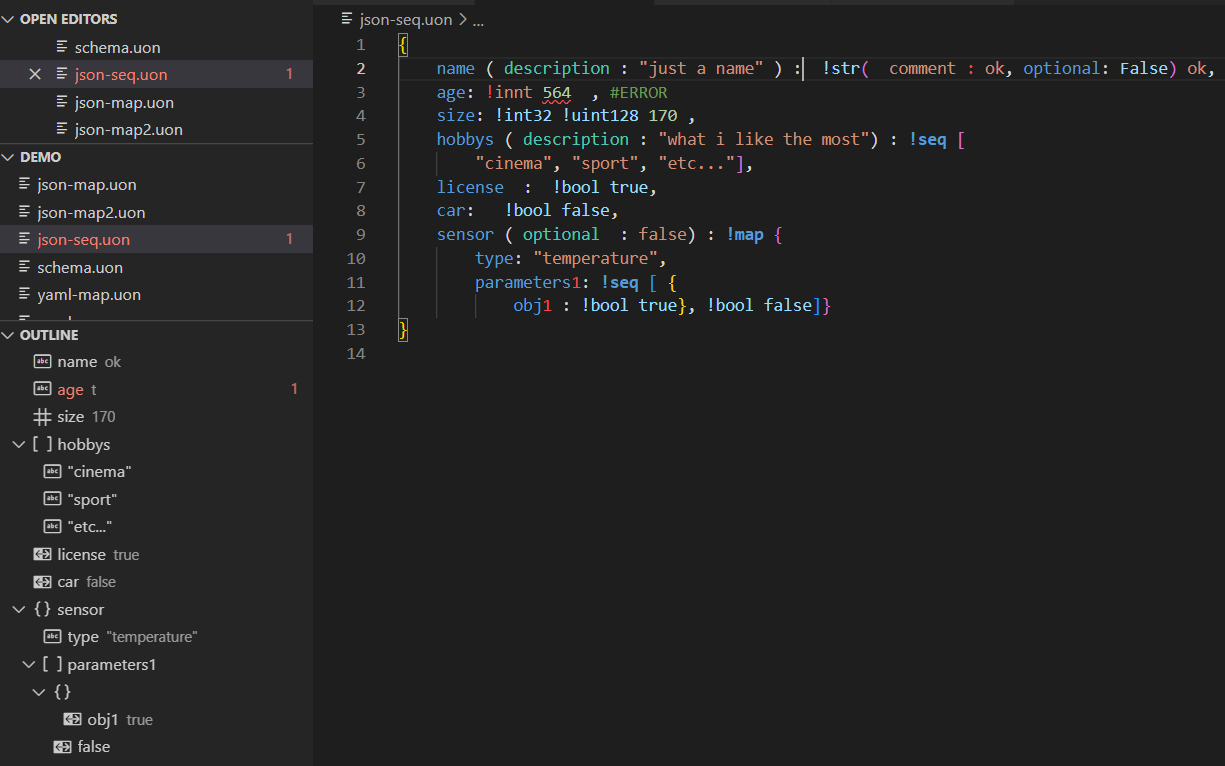 OPEN EDITORS
schema.uon
json-seq.uon 1
json-map.uon
json-map2.uon
DEMO
json-map.uon
json-map2.uon
json-seq.uon 1
schema.uon
yaml-map.uon
OUTLINE
name ok
age t 1
size 170
[ ] hobbys
"cinema"
"sport"
"etc..."
license true
car false
{} sensor
type "temperature"
[ ] parameters1
{}
obj1 true
false
json-seq.uon > ...
1 {
2 name ( description : "just a name" ) : !str( comment : ok, optional: False) ok,
3 age: !innt 564 , #ERROR
4 size: !int32 !uint128 170 ,
5 hobbys ( description : "what i like the most") : !seq [
6 "cinema", "sport", "etc..."],
7 license : !bool true,
8 car: !bool false,
9 sensor ( optional : false) : !map {
10 type: "temperature",
11 parameters1: !seq [ {
12 obj1 : !bool true}, !bool false]}
13 }
14